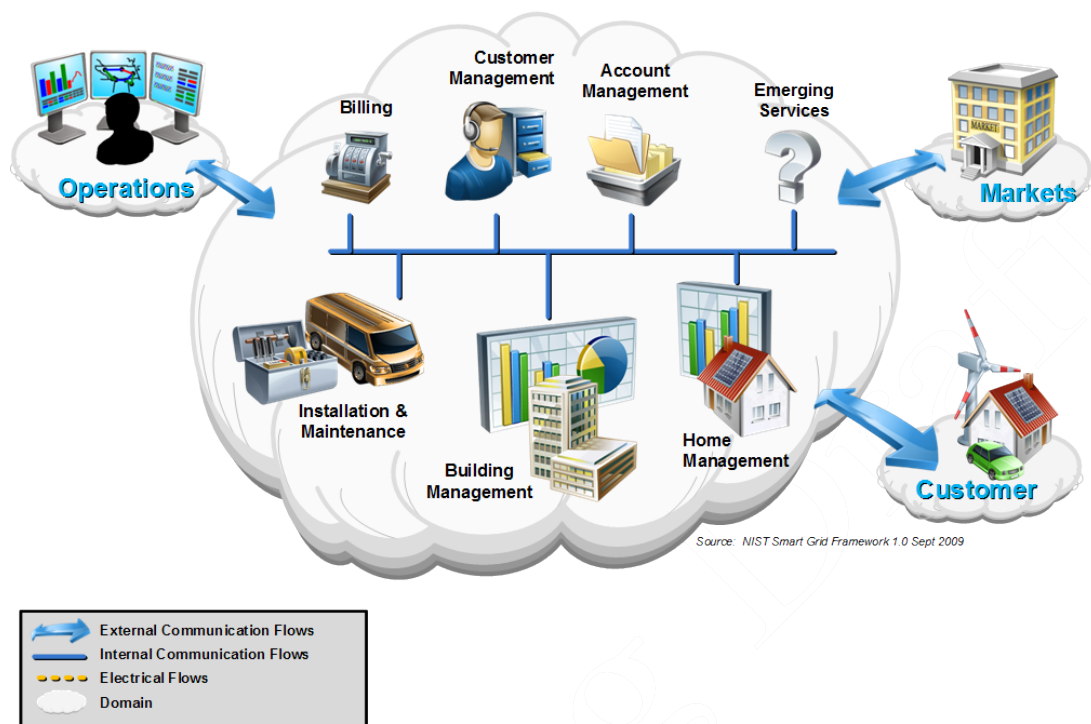 Customer
Management
Account
Management
Emerging
Services
Billing
MARKET
Operations
Markets
Installation &
Maintenance
Building
Management
Home
Management
Customer
Source: NIST Smart Grid Framework 1.0 Sept 2009
External Communication Flows
Internal Communication Flows
Electrical Flows
Domain